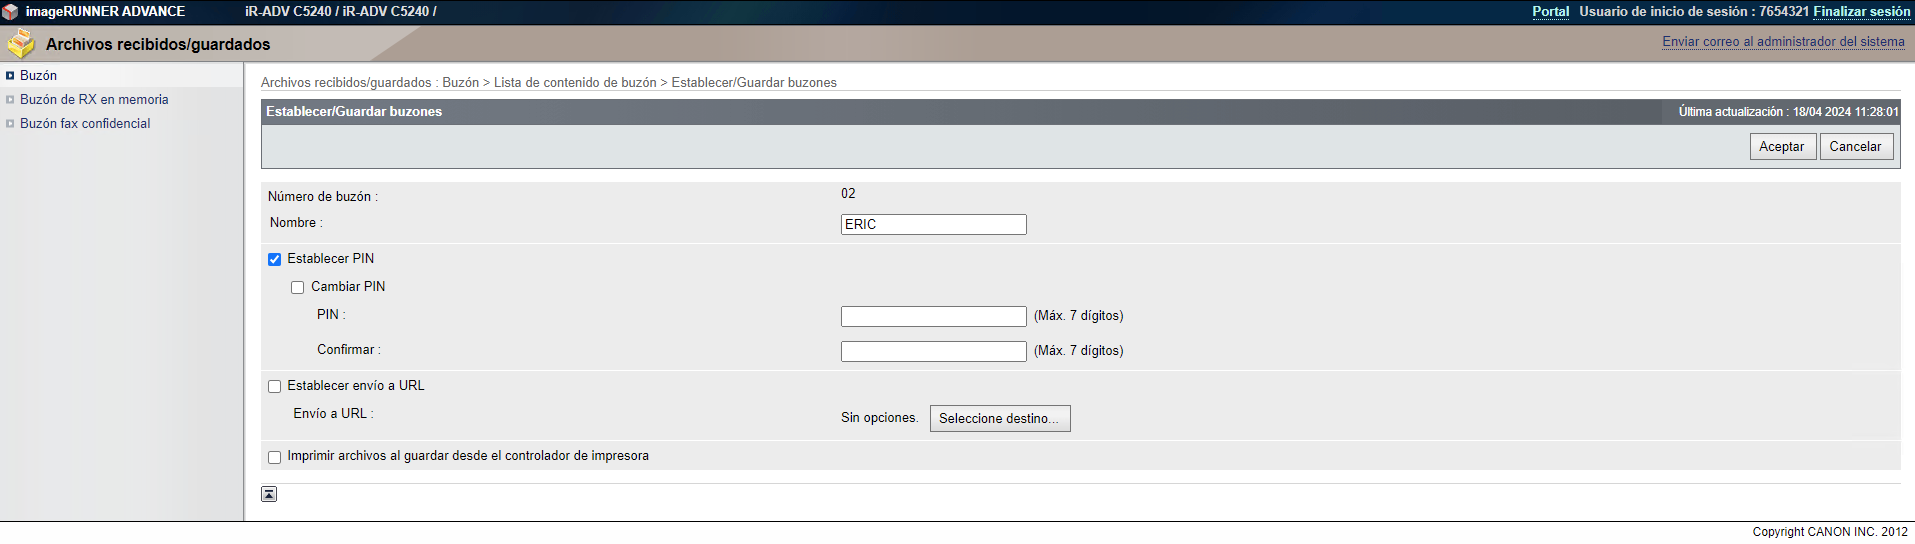 imageRUNNER ADVANCE iR-ADV C5240 / iR-ADV C5240 / Portal Usuario de inicio de sesión : 7654321 Finalizar sesión
Archivos recibidos/guardados Enviar correo al administrador del sistema
Buzón
Buzón de RX en memoria
Buzón fax confidencial
Archivos recibidos/guardados : Buzón > Lista de contenido de buzón > Establecer/Guardar buzones
Establecer/Guardar buzones Última actualización : 18/04 2024 11:28:01
Aceptar Cancelar
Número de buzón : 02
Nombre : ERIC
Establecer PIN
Cambiar PIN
PIN : (Máx. 7 dígitos)
Confirmar : (Máx. 7 dígitos)
Establecer envío a URL
Envío a URL : Sin opciones. Seleccione destino...
Imprimir archivos al guardar desde el controlador de impresora
Copyright CANON INC. 2012